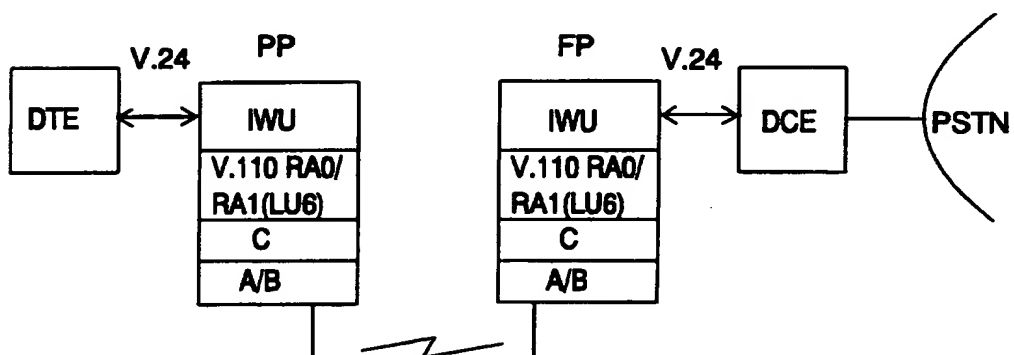 PP
FP
V.24
V.24
DTE
IWU
IWU
DCE
PSTN
V.110 RA0/
RA1(LU6)
V.110 RA0/
RA1(LU6)
C
C
A/B
A/B